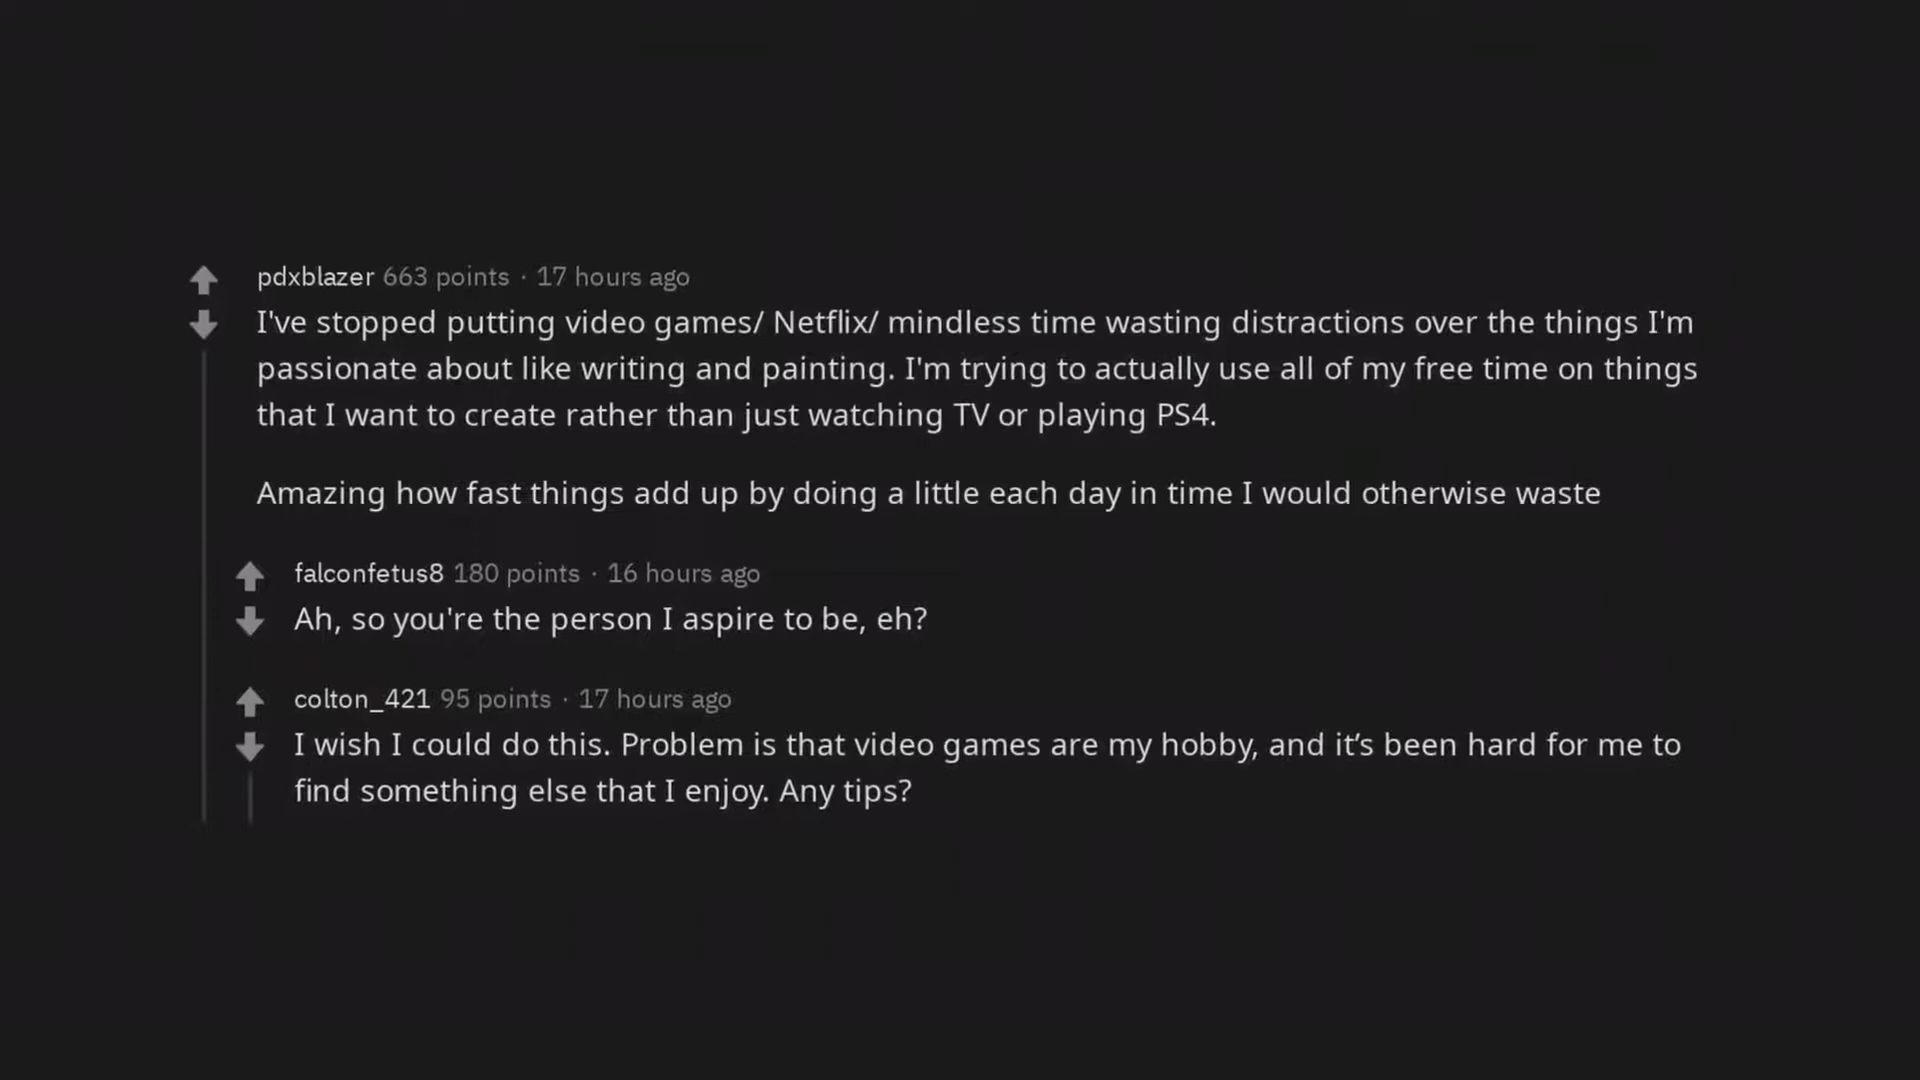 pdxblazer 663 points · 17 hours ago
I've stopped putting video games/ Netflix/ mindless time wasting distractions over the things I'm
passionate about like writing and painting. I'm trying to actually use all of my free time on things
that I want to create rather than just watching TV or playing PS4.
Amazing how fast things add up by doing a little each day in time I would otherwise waste
falconfetus8 180 points · 16 hours ago
Ah, so you're the person I aspire to be, eh?
colton_421 95 points · 17 hours ago
I wish I could do this. Problem is that video games are my hobby, and it’s been hard for me to
find something else that I enjoy. Any tips?